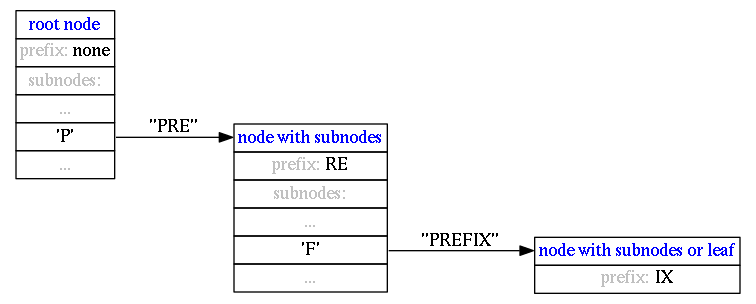 root node
prefix: none
subnodes:
...
'P'
...
"PRE"
node with subnodes
prefix: RE
subnodes:
...
'F'
...
"PREFIX"
node with subnodes or leaf
prefix: IX